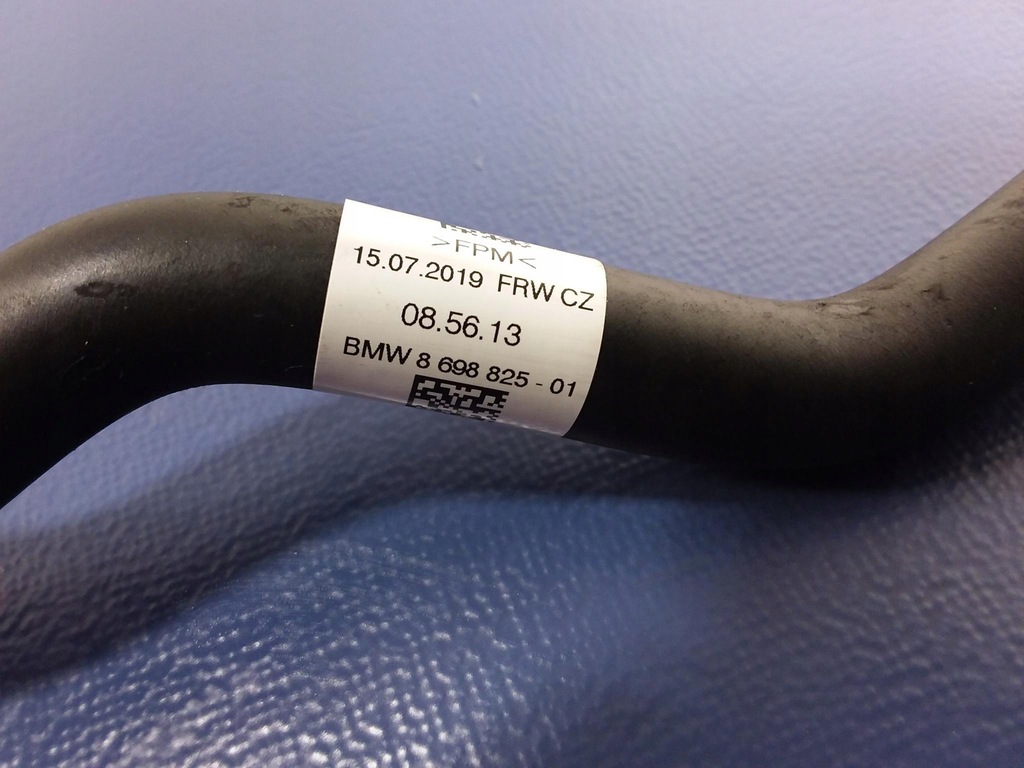 >FPM<
15.07.2019 FRW CZ
08.56.13
BMW 8 698 825 - 01